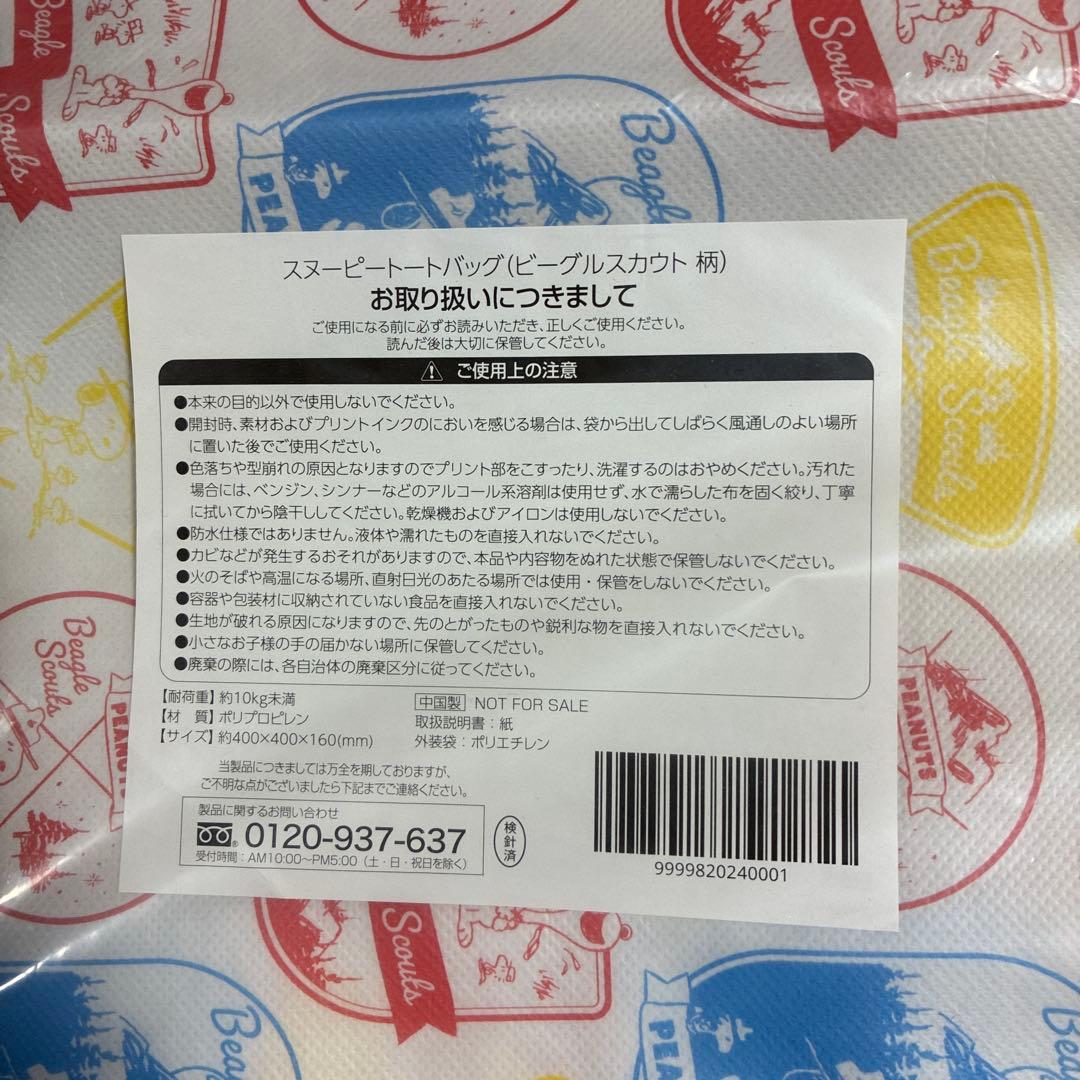 Beagle
Scouts
Scouts
Beagle
PEA
Beagle Scouts
スヌーピートートバッグ(ビーグルスカウト 柄)
お取り扱いにつきまして
ご使用になる前に必ずお読みいただき、正しくご使用ください。
読んだ後は大切に保管してください。
ご使用上の注意
●本来の目的以外で使用しないでください。
●開封時、素材およびプリントインクのにおいを感じる場合は、袋から出してしばらく風通しのよい場所
に置いた後でご使用ください。
●色落ちや型崩れの原因となりますのでプリント部をこすったり、洗濯するのはおやめください。汚れた
場合には、ベンジン、シンナーなどのアルコール系溶剤は使用せず、水で濡らした布を固く絞り、丁寧
に拭いてから陰干ししてください。乾燥機およびアイロンは使用しないでください。
●防水仕様ではありません。液体や濡れたものを直接入れないでください。
●カビなどが発生するおそれがありますので、本品や内容物をぬれた状態で保管しないでください。
●火のそばや高温になる場所、直射日光のあたる場所では使用・保管をしないでください。
●容器や包装材に収納されていない食品を直接入れないでください。
●生地が破れる原因になりますので、先のとがったものや鋭利な物を直接入れないでください。
●小さなお子様の手の届かない場所に保管してください。
●廃棄の際には、各自治体の廃棄区分に従ってください。
【耐荷重】約10kg未満
【材 質】ポリプロピレン
【サイズ】約400×400×160(mm)
中国製 NOT FOR SALE
取扱説明書:紙
外装袋:ポリエチレン
当製品につきましては万全を期しておりますが、
ご不明な点がございましたら下記までご連絡ください。
製品に関するお問い合わせ
0120-937-637
受付時間:AM10:00～PM5:00(土・日・祝日を除く)
検針済
9999820240001
Beagle
Scouts
PEANUTS
PEANUTS
Scouts
Beagle
PEA
Beagle